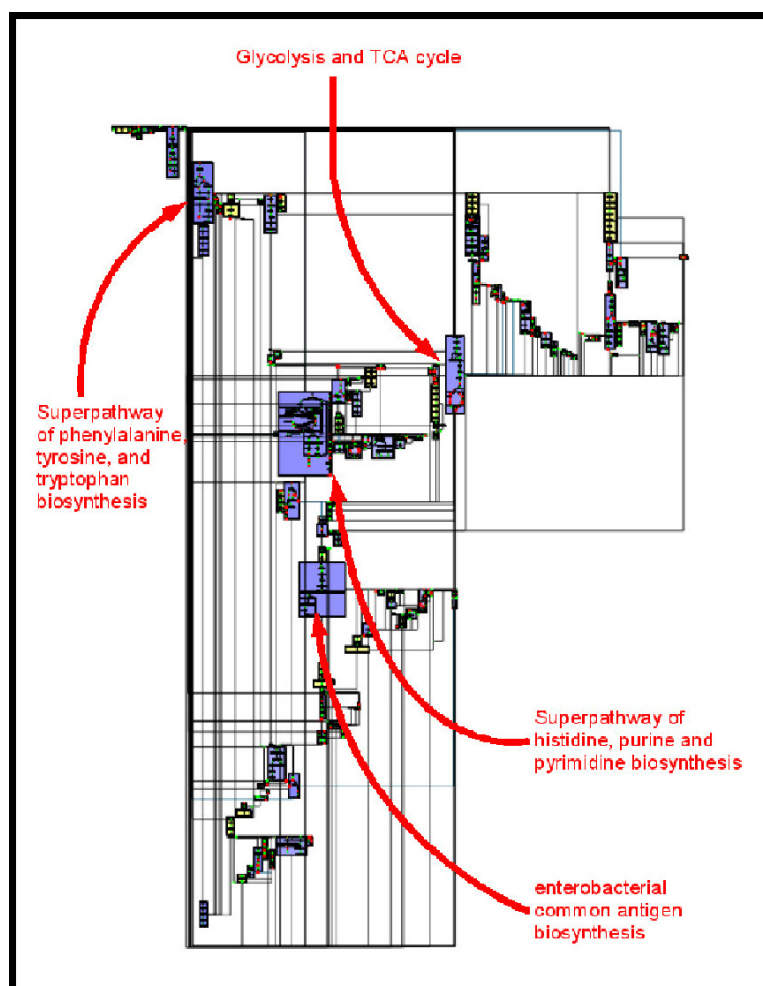 Glycolysis and TCA cycle
Superpathway
of phenylalanine,
tyrosine, and
tryptophan
biosynthesis
Superpathway of
histidine, purine and
pyrimidine biosynthesis
enterobacterial
common antigen
biosynthesis